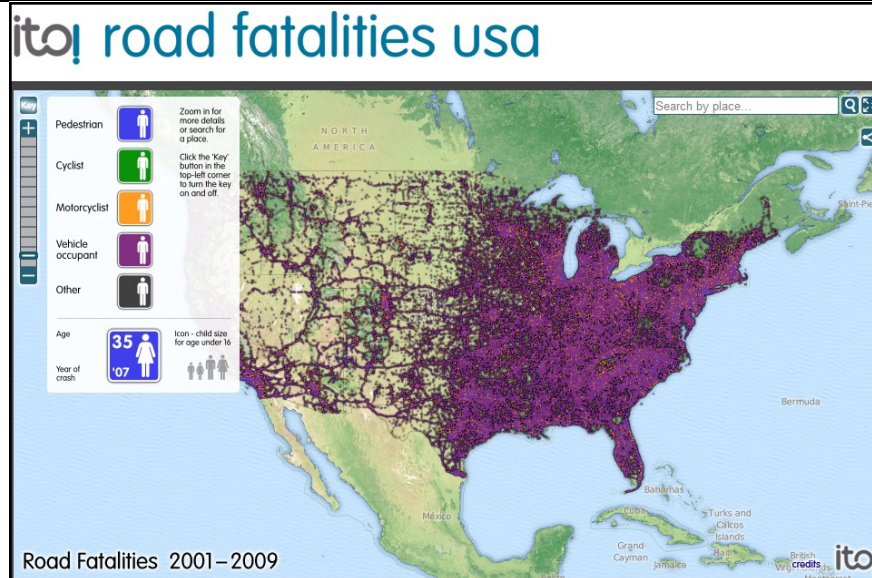 ito! road fatalities usa
Key
Pedestrian
Cyclist
Motorcyclist
Vehicle
occupant
Other
Zoom in for
more details
or search for
a place.
Click the 'Key'
button in the
top-left corner
to turn the key
on and off.
Age
35
'07
Year of
crash
Icon - child size
for age under 16
Search by place...
NORTH
AMERICA
Saint-Pie
Bermuda
México
Bahamas
Cuba
Turks and
Caicos
Islands
Grand
Cayman
Jamaica
Haiti
British
Virgin Islands
credits
ito
Road Fatalities 2001–2009